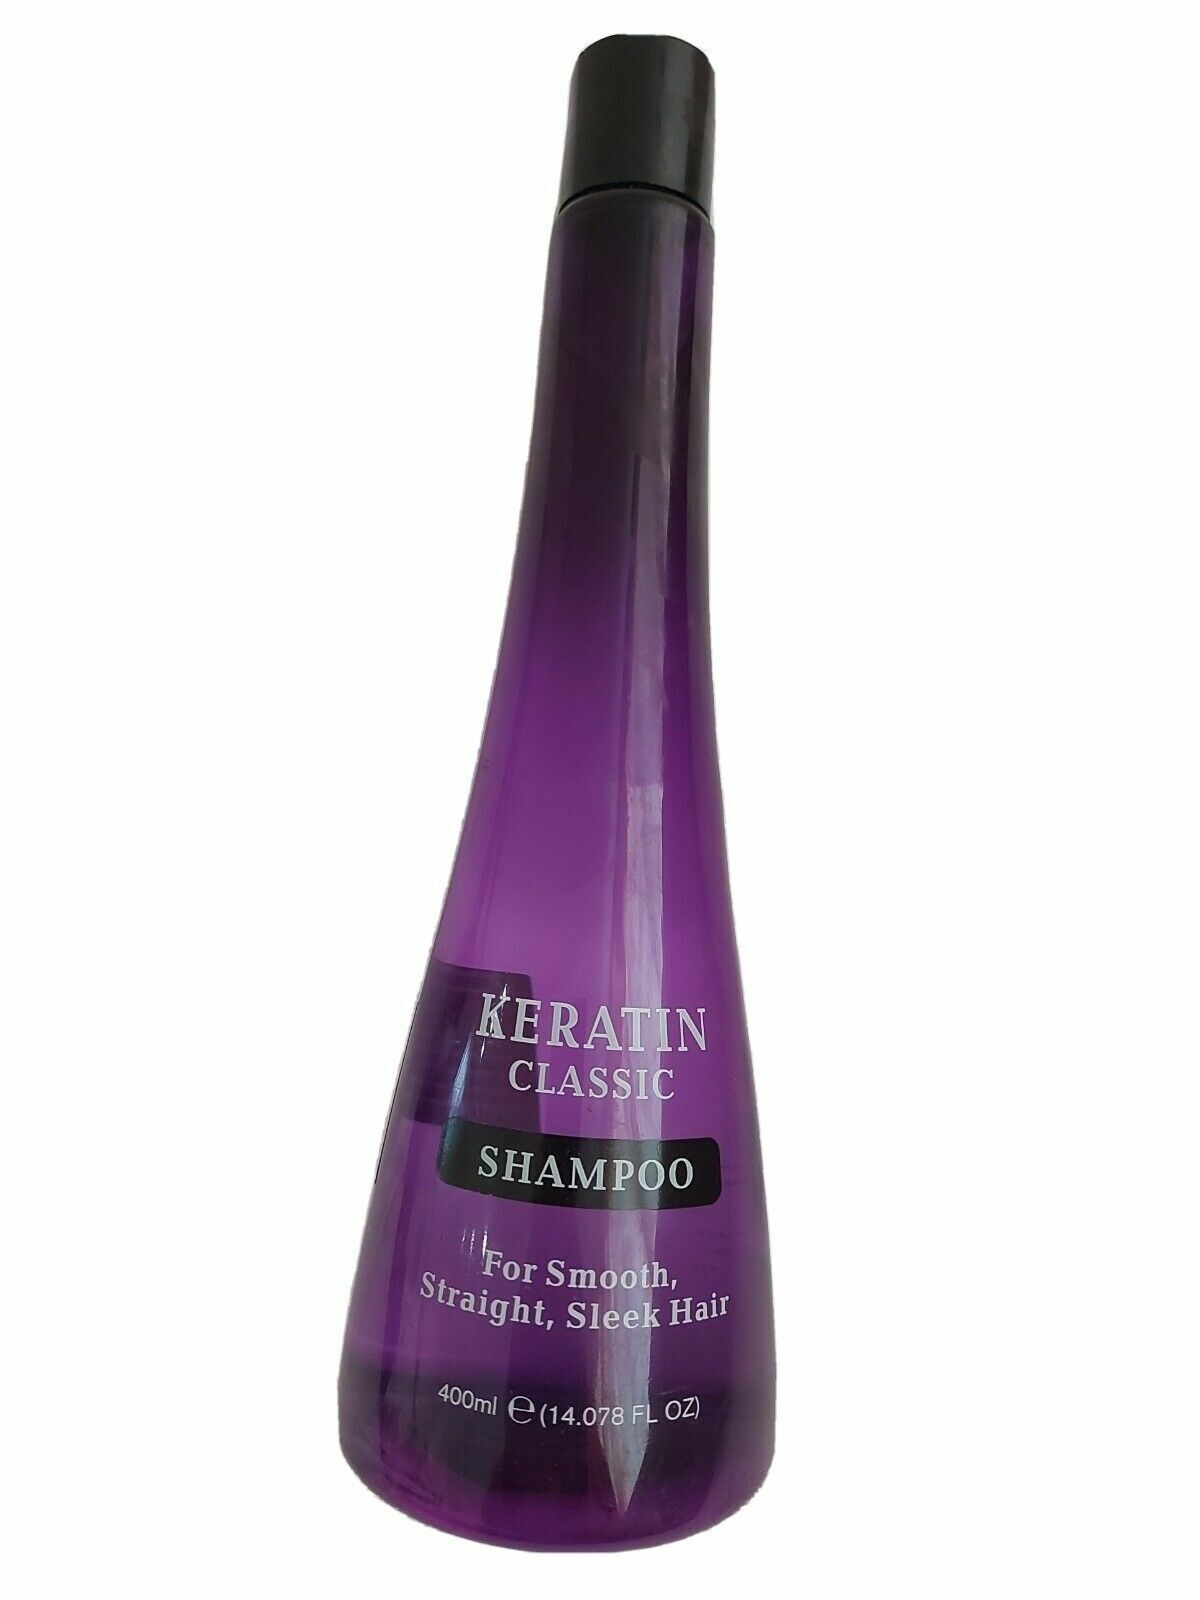 KERATIN
CLASSIC
SHAMPOO
For Smooth,
Straight, Sleek Hair
400ml ℮ (14.078 FL OZ)